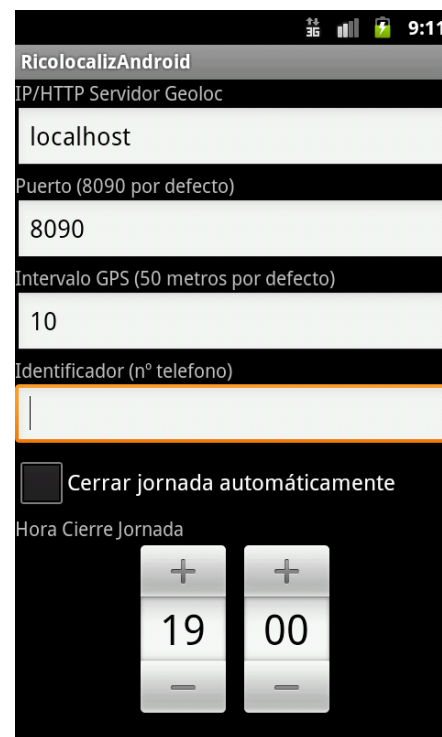 3G 9:11
RicolocalizAndroid
IP/HTTP Servidor Geoloc
localhost
Puerto (8090 por defecto)
8090
Intervalo GPS (50 metros por defecto)
10
Identificador (nº telefono)
Cerrar jornada automáticamente
Hora Cierre Jornada
+ +
19 00
− −